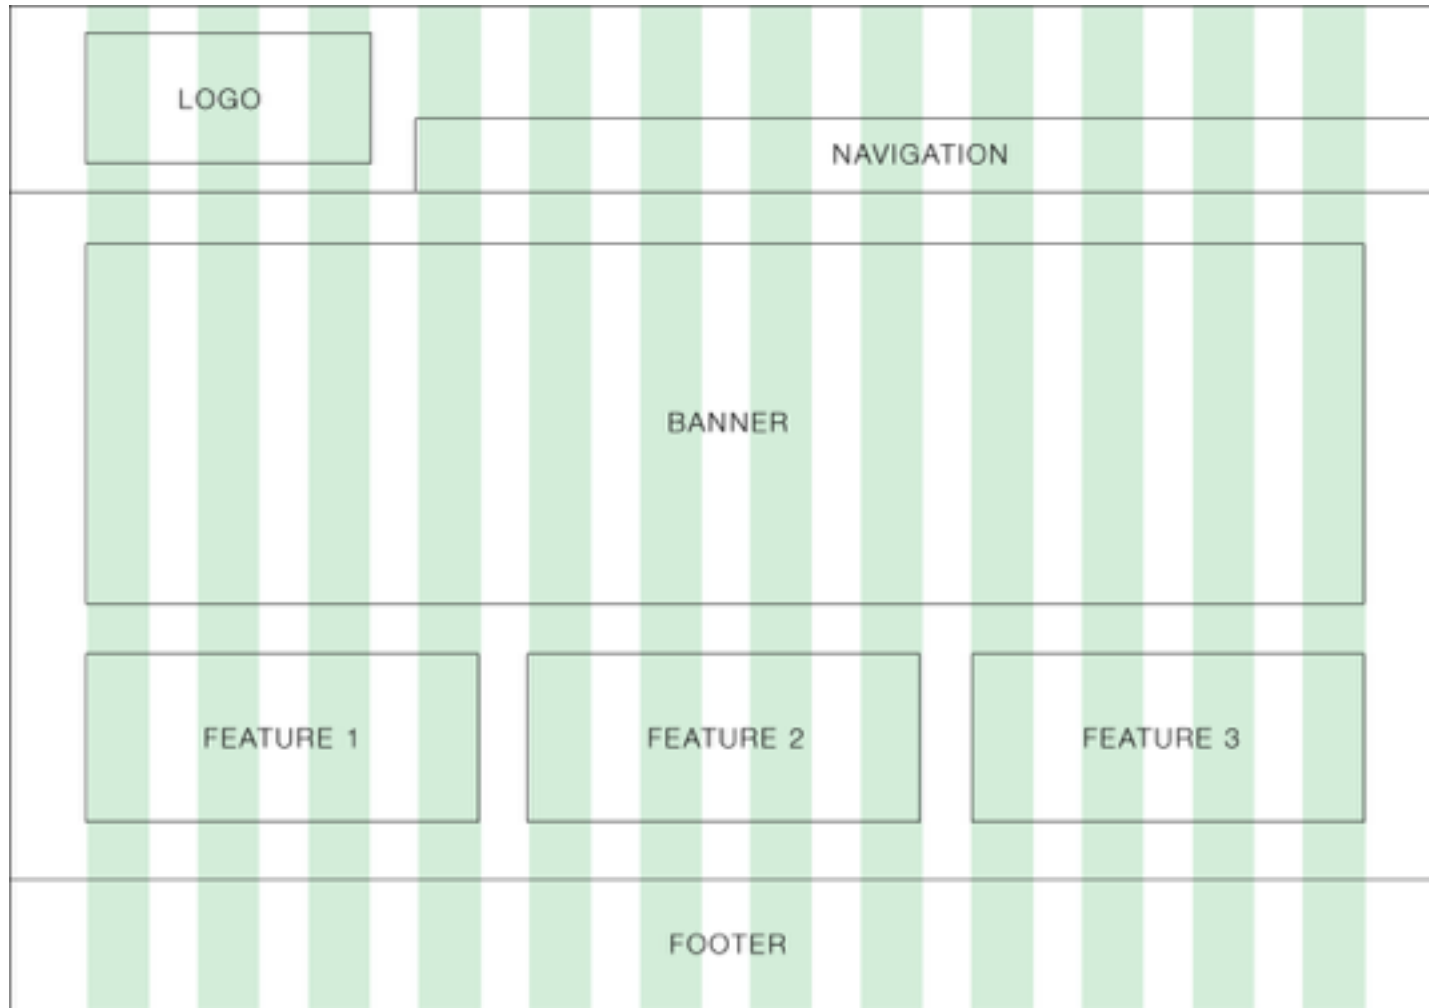 LOGO
NAVIGATION
BANNER
FEATURE 1
FEATURE 2
FEATURE 3
FOOTER